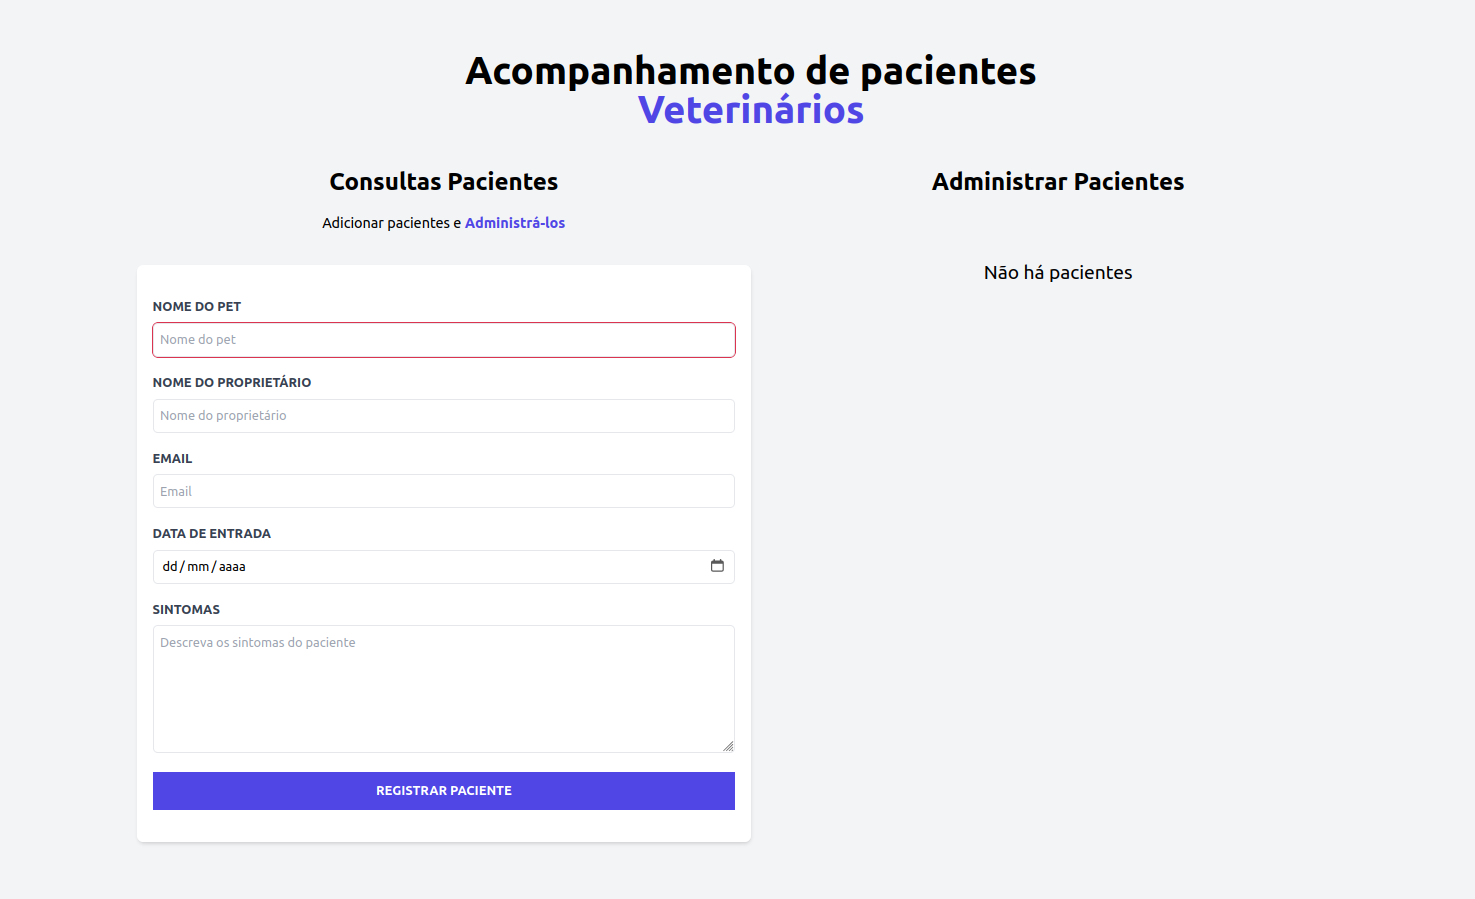 Acompanhamento de pacientes
Veterinários
Consultas Pacientes
Adicionar pacientes e Administrá-los
NOME DO PET
Nome do pet
NOME DO PROPRIETÁRIO
Nome do proprietário
EMAIL
Email
DATA DE ENTRADA
dd/mm/aaaa
SINTOMAS
Descreva os sintomas do paciente
REGISTRAR PACIENTE
Administrar Pacientes
Não há pacientes